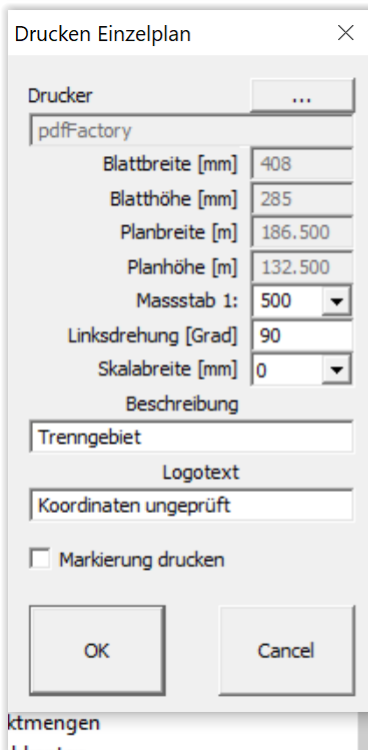 Drucken Einzelplan
Drucker ...
pdfFactory
Blattbreite [mm] 408
Blatthöhe [mm] 285
Planbreite [m] 186.500
Planhöhe [m] 132.500
Massstab 1: 500
Linksdrehung [Grad] 90
Skalabreite [mm] 0
Beschreibung
Trenngebiet
Logotext
Koordinaten ungeprüft
Markierung drucken
OK Cancel
ktmengen